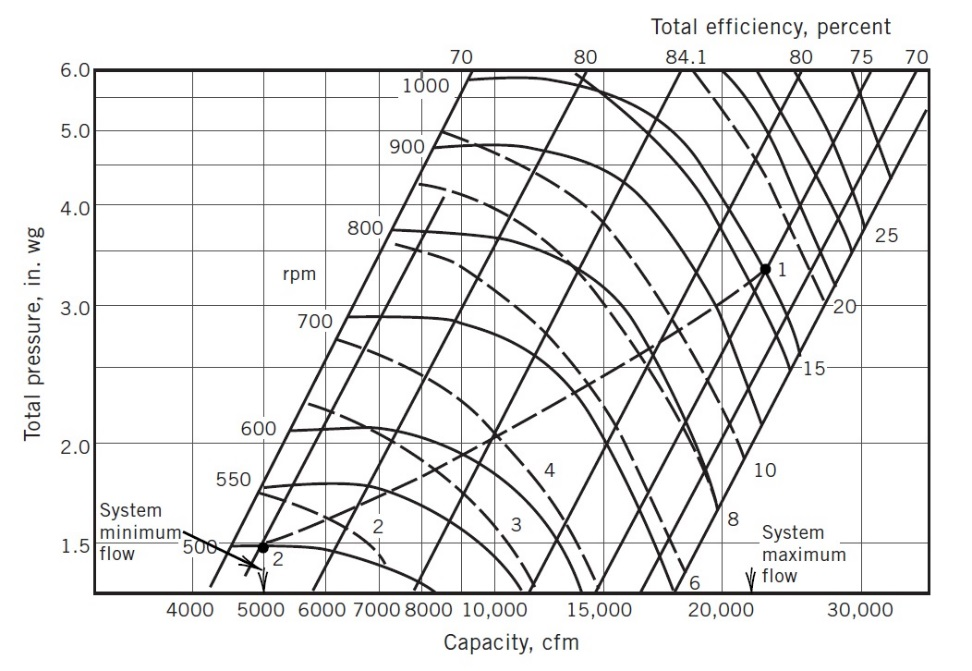 Total efficiency, percent
70 80 84.1 80 75 70
6.0
1000
5.0
900
4.0
800
25
rpm
1
3.0
700
20
15
2.0
600
4
10
550
System
minimum
flow
2
3
8
System
maximum
flow
1.5
500
2
6
4000 5000 6000 7000 8000 10,000 15,000 20,000 30,000
Capacity, cfm
Total pressure, in. wg